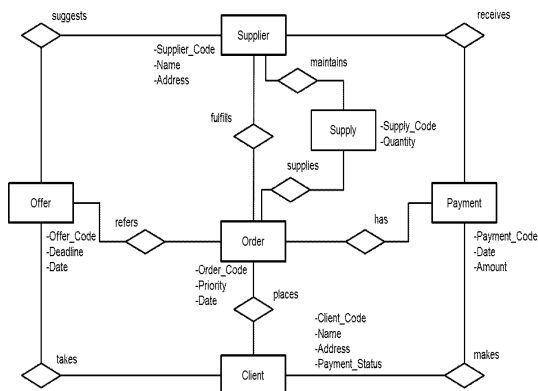 suggests
Supplier
receives
-Supplier_Code
-Name
-Address
maintains
fulfills
Supply
-Supply_Code
-Quantity
supplies
Offer
Payment
refers
Order
has
-Offer_Code
-Deadline
-Date
-Order_Code
-Priority
-Date
-Payment_Code
-Date
-Amount
places
-Client_Code
-Name
-Address
-Payment_Status
takes
Client
makes